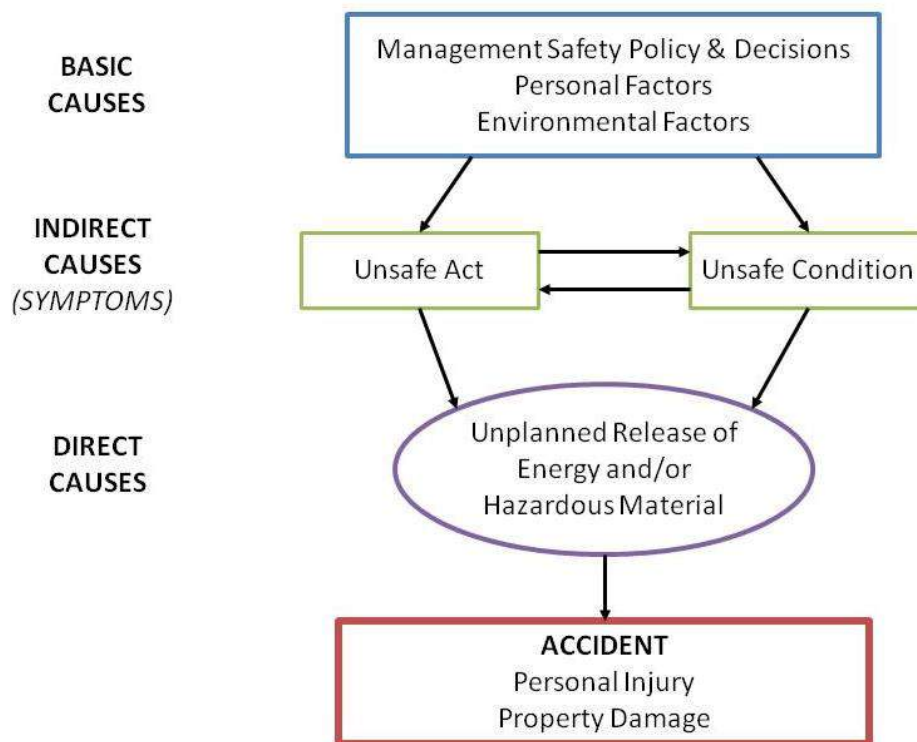 BASIC
CAUSES
Management Safety Policy & Decisions
Personal Factors
Environmental Factors
INDIRECT
CAUSES
(SYMPTOMS)
Unsafe Act
Unsafe Condition
DIRECT
CAUSES
Unplanned Release of
Energy and/or
Hazardous Material
ACCIDENT
Personal Injury
Property Damage